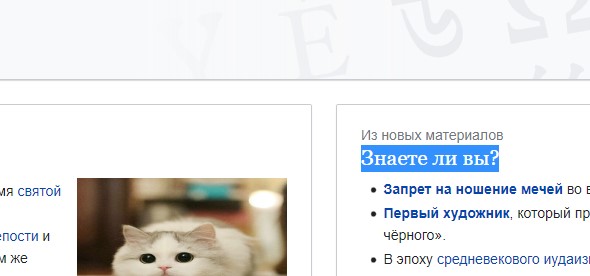 Из новых материалов
Знаете ли вы?
Запрет на ношение мечей во
Первый художник, который пр
чёрного».
В эпоху средневекового иудаиз
мя святой
епости и
м же